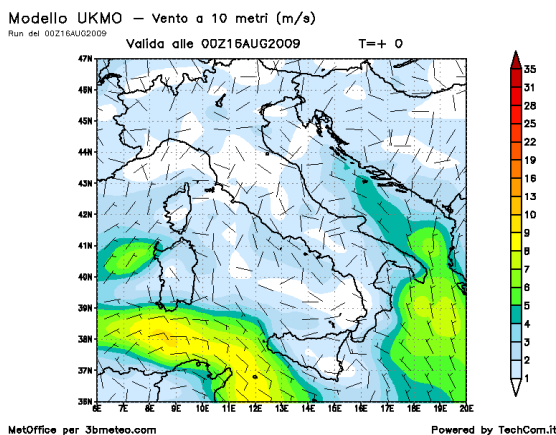 Modello UKMO – Vento a 10 metri (m/s)
Run del 00Z16AUG2009
Valida alle 00Z16AUG2009 T=+ 0
47N
46N
45N
44N
43N
42N
41N
40N
39N
38N
37N
36N
6E 7E 8E 9E 10E 11E 12E 13E 14E 15E 16E 17E 18E 19E 20E
35
31
28
25
22
19
16
13
10
9
8
7
6
5
4
3
2
1
MetOffice per 3bmeteo.com
Powered by TechCom.it